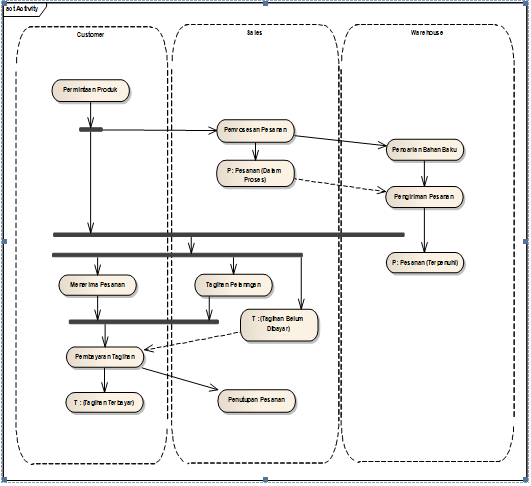 act Activity
Customer
Sales
Warehouse
Permintaan Produk
Pemrosesan Pesanan
Pencarian Bahan Baku
P : Pesanan (Dalam
Proses)
Pengiriman Pesanan
P : Pesanan (Terpenuhi)
Menerima Pesanan
Tagihan Pelanggan
T : (Tagihan Belum
Dibayar)
Pembayaran Tagihan
T : (Tagihan Terbayar)
Penutupan Pesanan